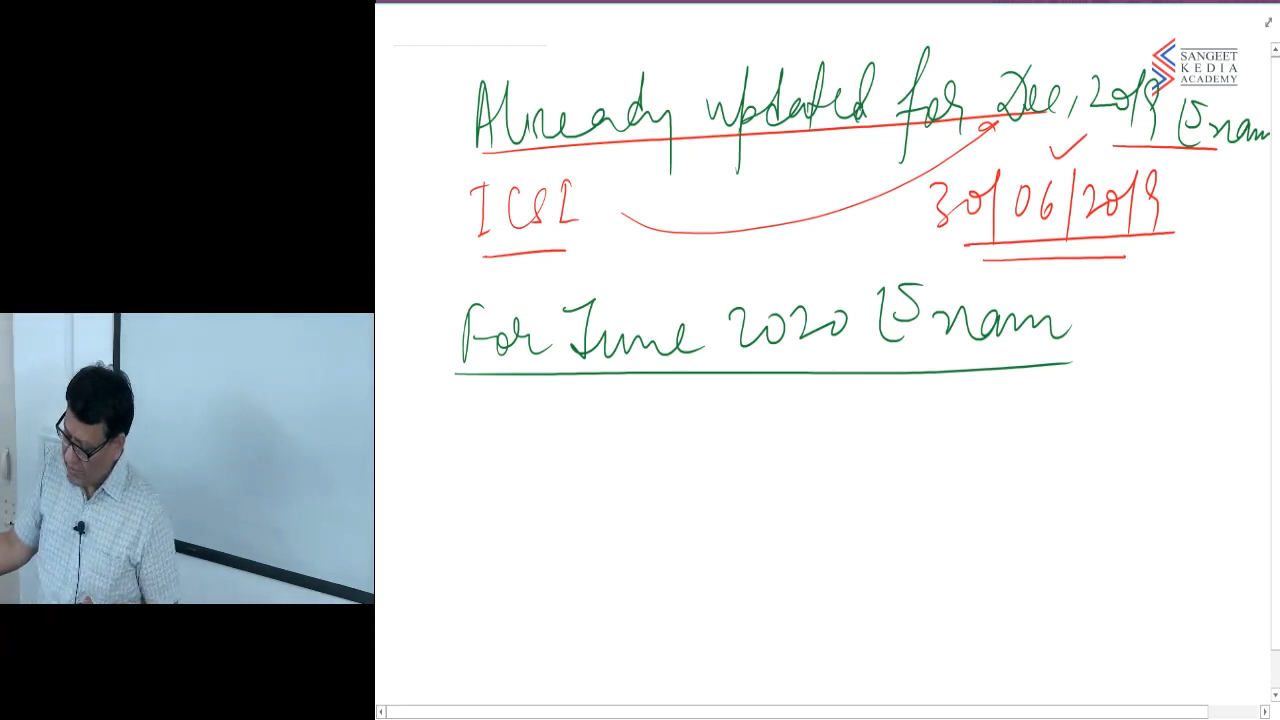 SANGEET
KEDIA
ACADEMY
Already updated for Dec, 2019 Exam
ICSI 30/06/2019
For June 2020 Exam